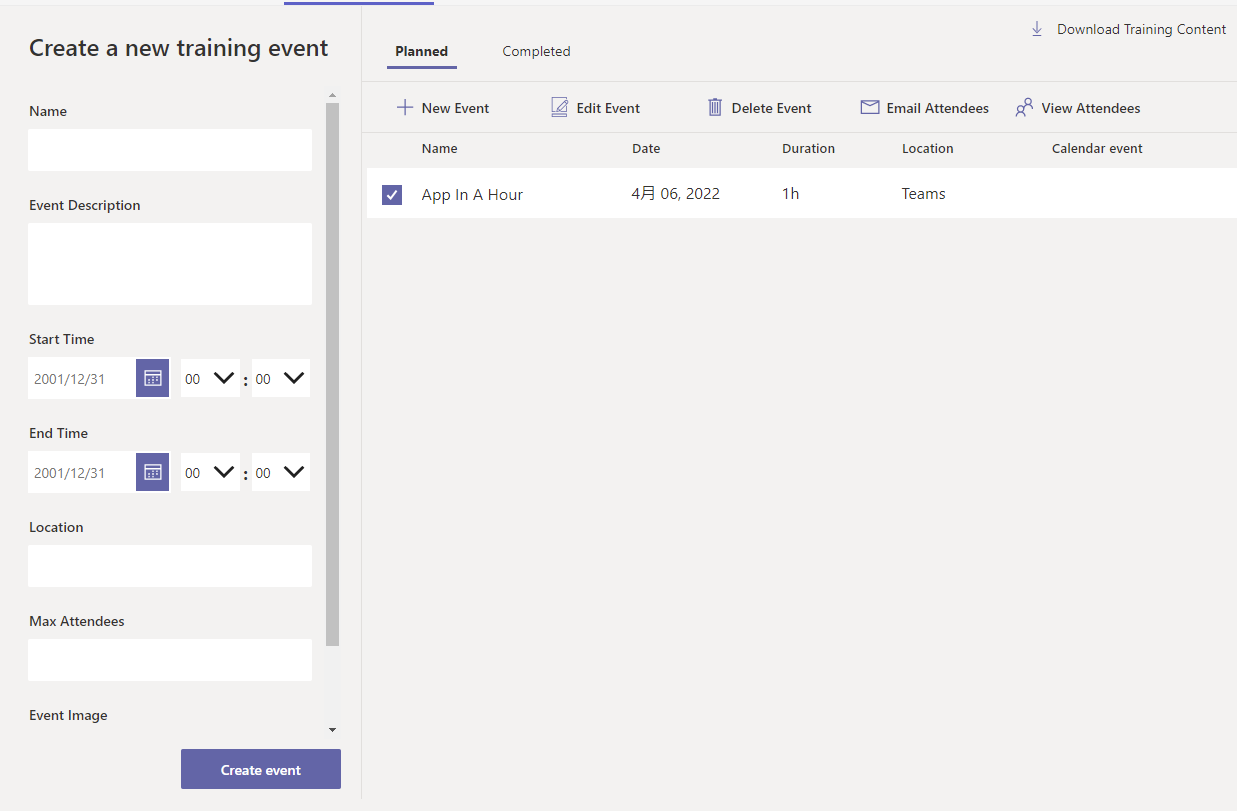 Create a new training event
Name
Event Description
Start Time
2001/12/31 00 : 00
End Time
2001/12/31 00 : 00
Location
Max Attendees
Event Image
Create event
Download Training Content
Planned Completed
New Event Edit Event Delete Event Email Attendees View Attendees
Name Date Duration Location Calendar event
App In A Hour 4月 06, 2022 1h Teams